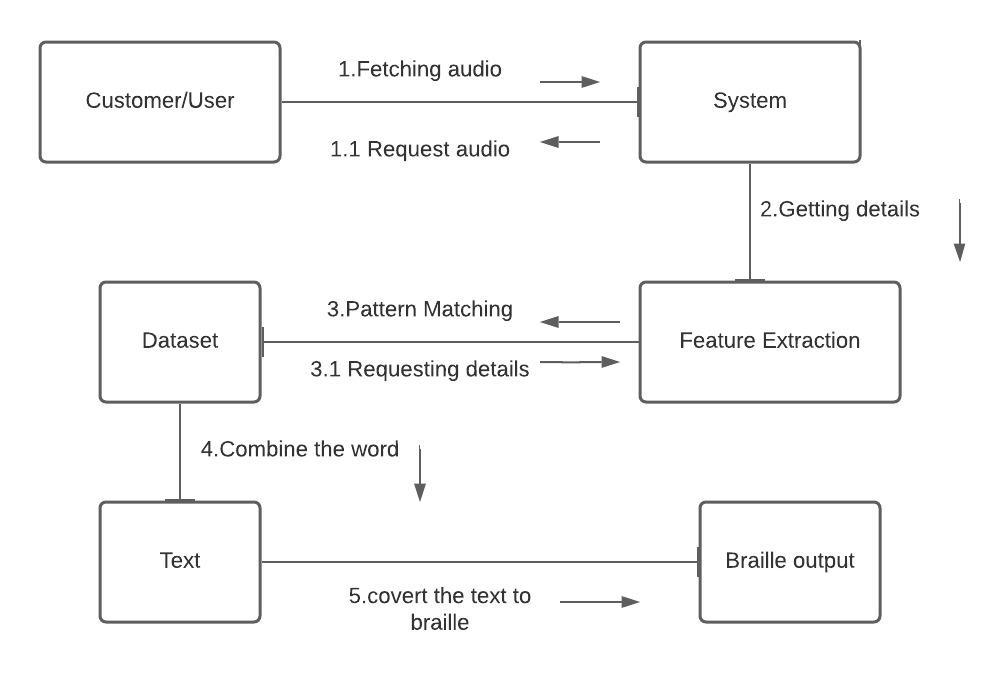 1.Fetching audio
Customer/User
System
1.1 Request audio
2.Getting details
3.Pattern Matching
Dataset
Feature Extraction
3.1 Requesting details
4.Combine the word
Text
Braille output
5.covert the text to
braille